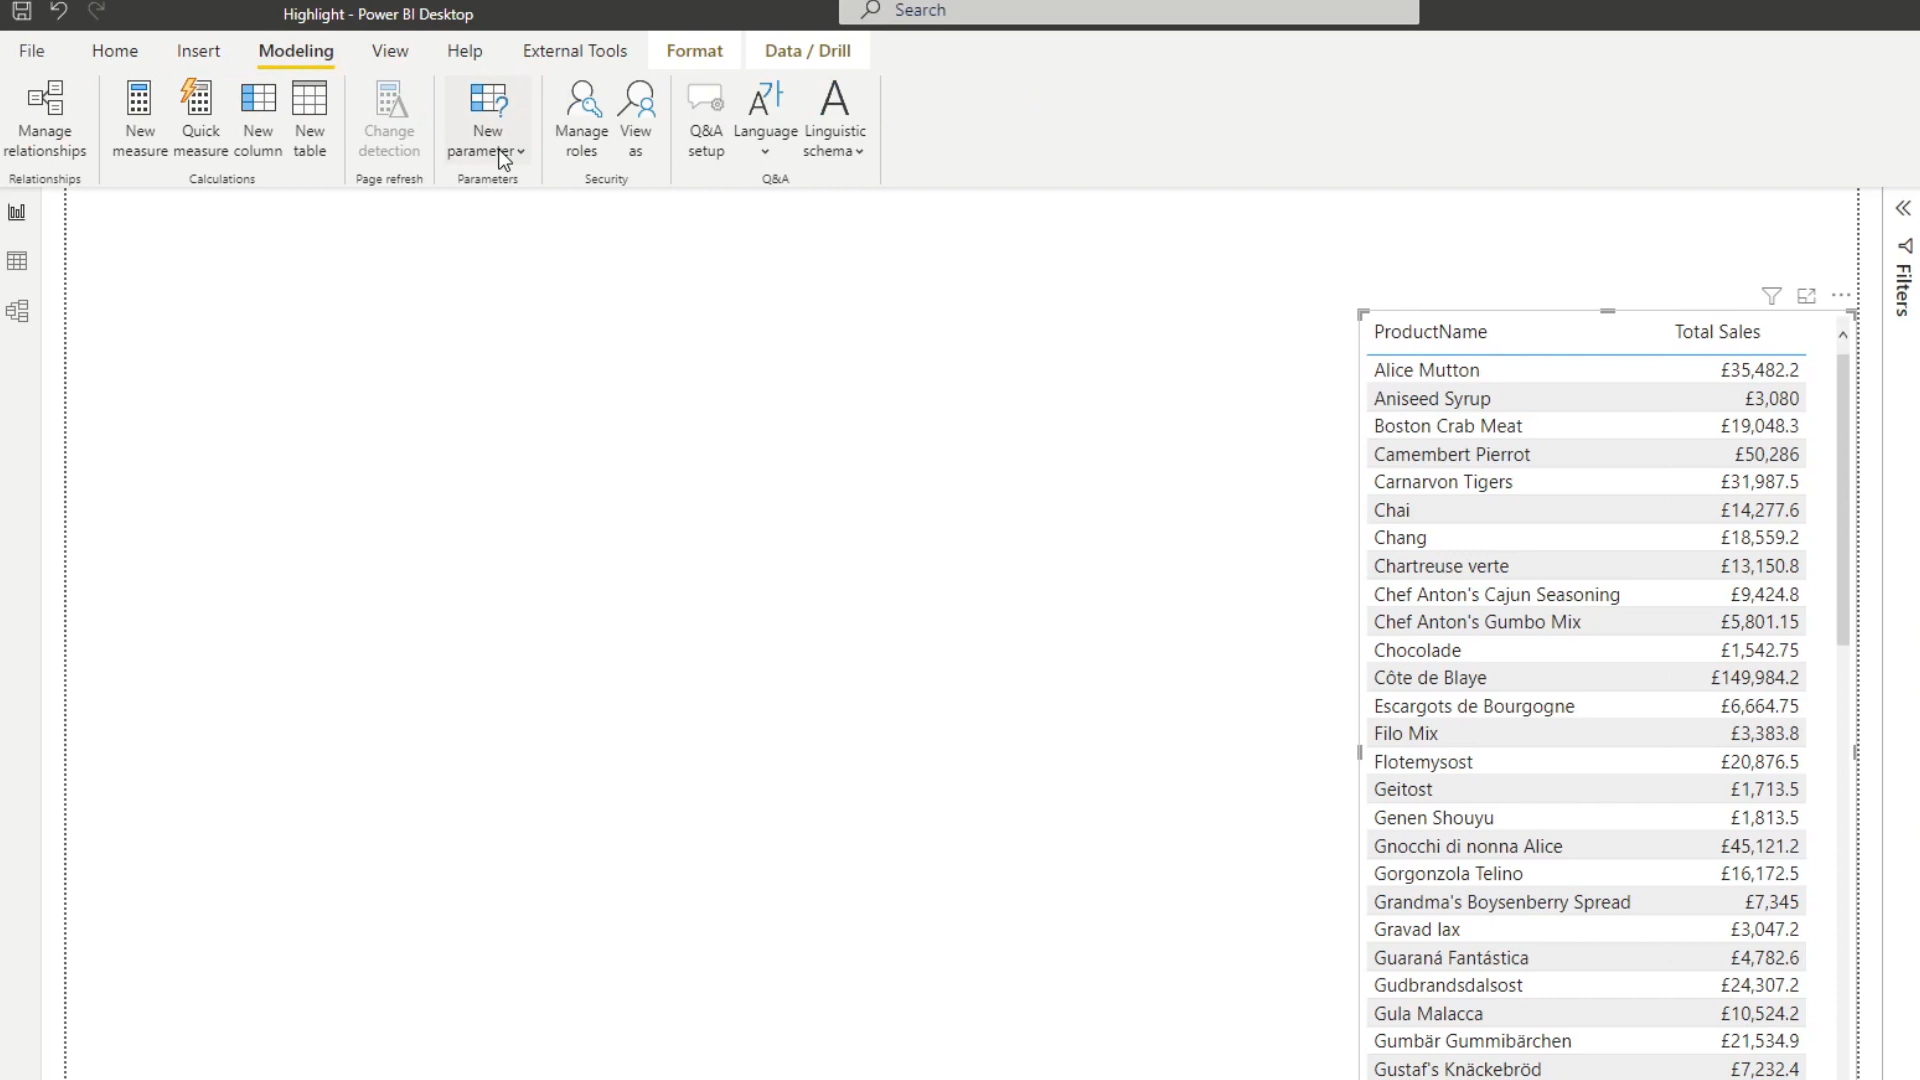 Highlight - Power BI Desktop
Search
File Home Insert Modeling View Help External Tools Format Data / Drill
Manage relationships
New measure
Quick measure
New column
New table
Change detection
New parameter
Manage roles
View as
Q&A setup
Language
Linguistic schema
Relationships Calculations Page refresh Parameters Security Q&A
Filters
ProductName Total Sales
Alice Mutton £35,482.2
Aniseed Syrup £3,080
Boston Crab Meat £19,048.3
Camembert Pierrot £50,286
Carnarvon Tigers £31,987.5
Chai £14,277.6
Chang £18,559.2
Chartreuse verte £13,150.8
Chef Anton's Cajun Seasoning £9,424.8
Chef Anton's Gumbo Mix £5,801.15
Chocolade £1,542.75
Côte de Blaye £149,984.2
Escargots de Bourgogne £6,664.75
Filo Mix £3,383.8
Flotemysost £20,876.5
Geitost £1,713.5
Genen Shouyu £1,813.5
Gnocchi di nonna Alice £45,121.2
Gorgonzola Telino £16,172.5
Grandma's Boysenberry Spread £7,345
Gravad lax £3,047.2
Guaraná Fantástica £4,782.6
Gudbrandsdalsost £24,307.2
Gula Malacca £10,524.2
Gumbär Gummibärchen £21,534.9
Gustaf's Knäckebröd £7,232.4